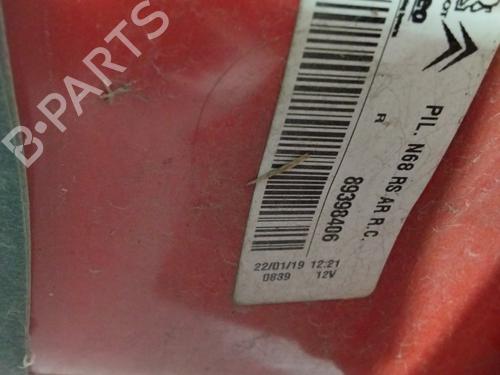 PIL. N68 RS AR R.C.
R
89398406
22/01/19 12:21
0839 12V
B-PARTS